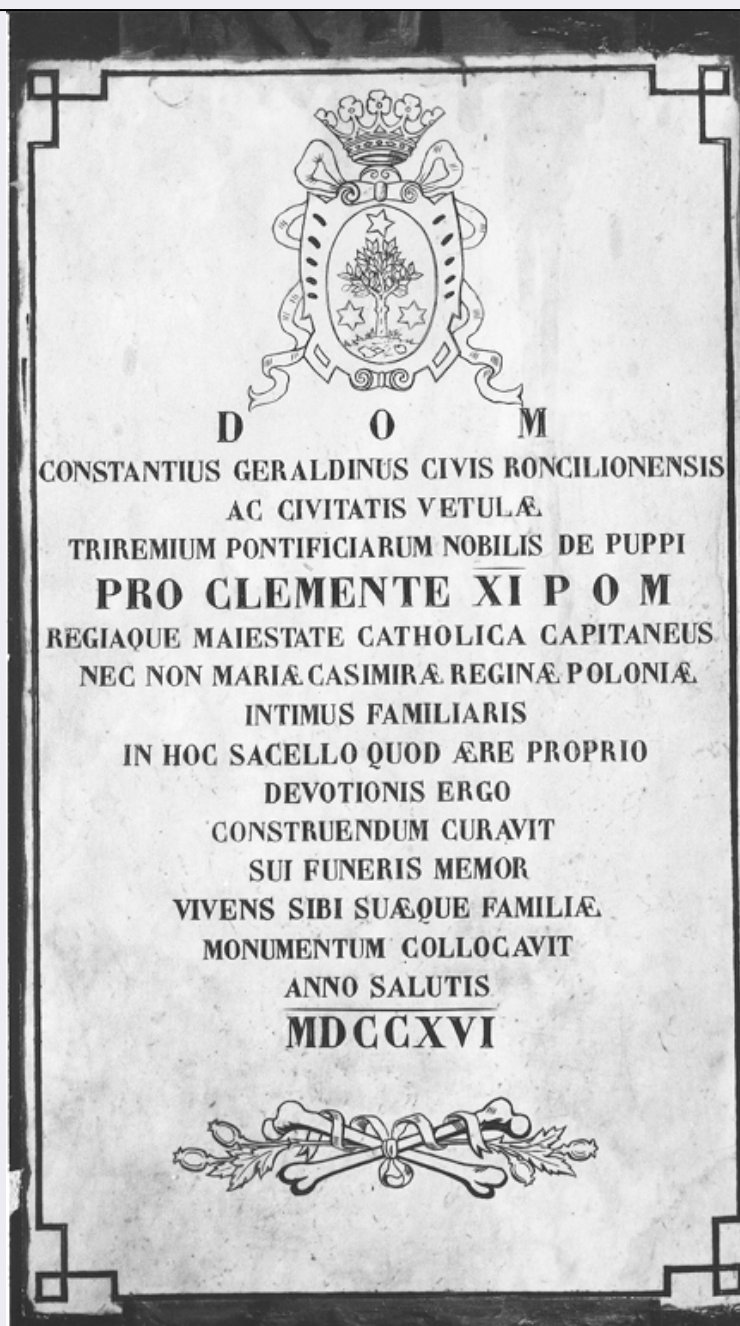 D O M
CONSTANTIUS GERALDINUS CIVIS RONCILIONENSIS
AC CIVITATIS VETULÆ
TRIREMIUM PONTIFICIARUM NOBILIS DE PUPPI
PRO CLEMENTE XI P O M
REGIAQUE MAIESTATE CATHOLICA CAPITANEUS
NEC NON MARIÆ CASIMIRÆ REGINÆ POLONIÆ
INTIMUS FAMILIARIS
IN HOC SACELLO QUOD ÆRE PROPRIO
DEVOTIONIS ERGO
CONSTRUENDUM CURAVIT
SUI FUNERIS MEMOR
VIVENS SIBI SUÆQUE FAMILIÆ
MONUMENTUM COLLOCAVIT
ANNO SALUTIS
MDCCXVI